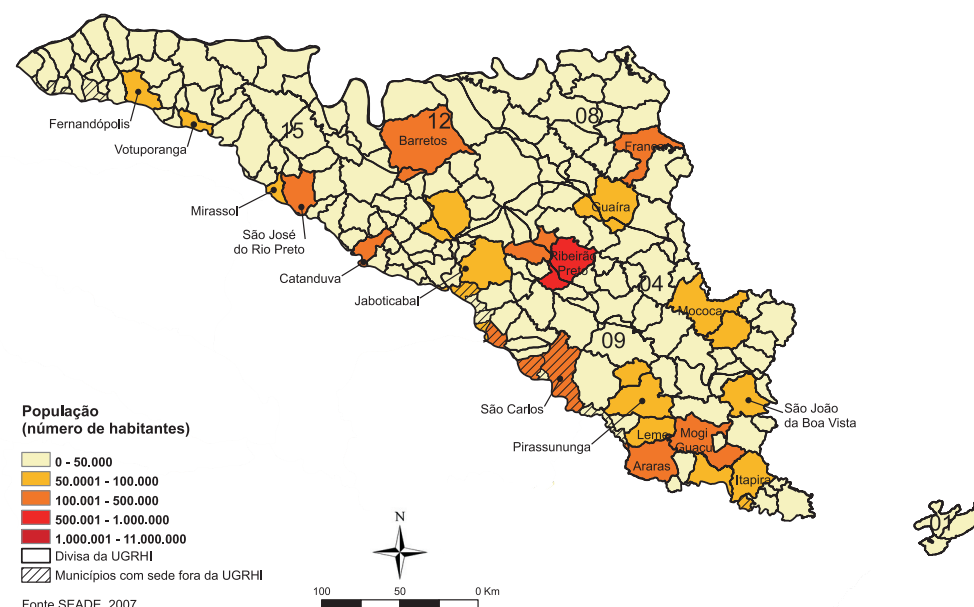 15
12
08
Barretos
Franca
Fernandópolis
Votuporanga
Mirassol
São José
do Rio Preto
Guaíra
Catanduva
Ribeirão
Preto
Jaboticabal
04
Mococa
09
São Carlos
São João
da Boa Vista
Pirassununga
Leme
Mogi
Guaçu
Araras
Itapira
01
População
(número de habitantes)
0 - 50.000
50.0001 - 100.000
100.001 - 500.000
500.001 - 1.000.000
1.000.001 - 11.000.000
Divisa da UGRHI
Municípios com sede fora da UGRHI
Fonte SEADE, 2007
N
100 50 0 Km